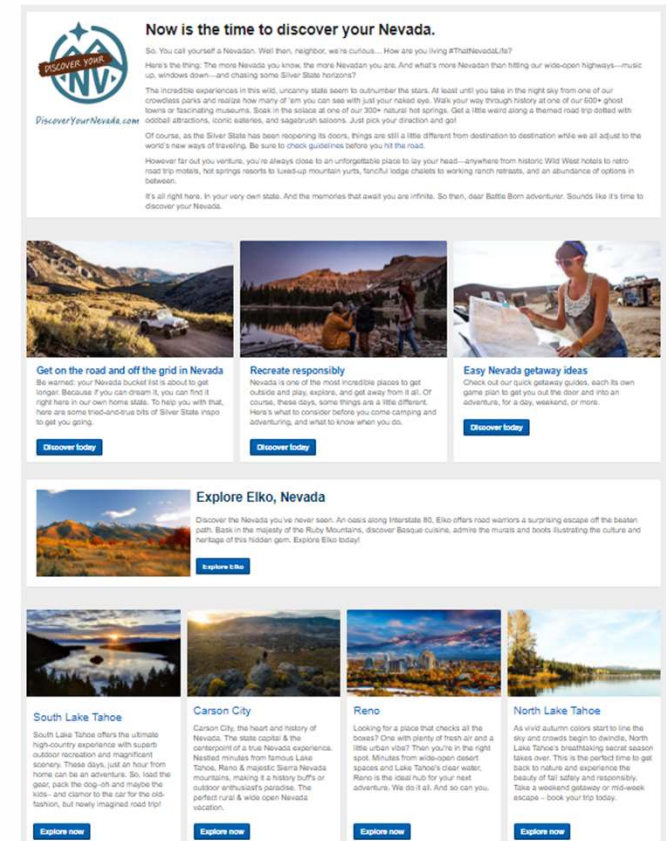 Now is the time to discover your Nevada.
DISCOVER YOUR
NV
DiscoverYourNevada.com
So. You call yourself a Nevadan. Well then, neighbor, we're curious... How are you living #ThatNevadaLife?
Here's the thing: The more Nevada you know, the more Nevadan you are. And what's more Nevadan than hitting our wide-open highways—music
up, windows down—and chasing some Silver State horizons?
The incredible experiences in this wild, uncanny state seem to outnumber the stars. At least until you take in the night sky from one of our
crowdless parks and realize how many of 'em you can see with just your naked eye. Walk your way through history at one of our 600+ ghost
towns or fascinating museums. Soak in the solace at one of our 300+ natural hot springs. Get a little weird along a themed road trip dotted with
oddball attractions, iconic eateries, and sagebrush saloons. Just pick your direction and go!
Of course, as the Silver State has been reopening its doors, things are still a little different from destination to destination while we all adjust to the
world's new ways of traveling. Be sure to check guidelines before you hit the road.
However far out you venture, you're always close to an unforgettable place to lay your head—anywhere from historic Wild West hotels to retro
road trip motels, hot springs resorts to luxed-up mountain yurts, fanciful lodge chalets to working ranch retreats, and an abundance of options in
between.
It's all right here. In your very own state. And the memories that await you are infinite. So then, dear Battle Born adventurer. Sounds like it's time to
discover your Nevada.
Get on the road and off the grid in Nevada
Be warned: your Nevada bucket list is about to get
longer. Because if you can dream it, you can find it
right here in our own home state. To help you with that,
here are some tried-and-true bits of Silver State inspo
to get you going.
Discover today
Recreate responsibly
Nevada is one of the most incredible places to get
outside and play, explore, and get away from it all. Of
course, these days, some things are a little different.
Here's what to consider before you come camping and
adventuring, and what to know when you do.
Discover today
Easy Nevada getaway ideas
Check out our quick getaway guides, each its own
game plan to get you out the door and into an
adventure, for a day, weekend, or more.
Discover today
Explore Elko, Nevada
Discover the Nevada you've never seen. An oasis along Interstate 80, Elko offers road warriors a surprising escape off the beaten
path. Bask in the majesty of the Ruby Mountains, discover Basque cuisine, admire the murals and boots illustrating the culture and
heritage of this hidden gem. Explore Elko today!
Explore Elko
South Lake Tahoe
South Lake Tahoe offers the ultimate
high-country experience with superb
outdoor recreation and magnificent
scenery. These days, just an hour from
home can be an adventure. So, load the
gear, pack the dog–oh and maybe the
kids– and clamor to the car for the old-
fashion, but newly imagined road trip!
Explore now
Carson City
Carson City, the heart and history of
Nevada. The state capital & the
centerpoint of a true Nevada experience.
Nestled minutes from famous Lake
Tahoe, Reno & majestic Sierra Nevada
mountains, making it a history buff's or
outdoor enthusiast's paradise. The
perfect rural & wide open Nevada
vacation.
Explore now
Reno
Looking for a place that checks all the
boxes? One with plenty of fresh air and a
little urban vibe? Then you're in the right
spot. Minutes from wide-open desert
spaces and Lake Tahoe's clear water,
Reno is the ideal hub for your next
adventure. We do it all. And so can you.
Explore now
North Lake Tahoe
As vivid autumn colors start to line the
sky and crowds begin to dwindle, North
Lake Tahoe's breathtaking secret season
takes over. This is the perfect time to get
back to nature and experience the
beauty of fall safely and responsibly.
Take a weekend getaway or mid-week
escape – book your trip today.
Explore now